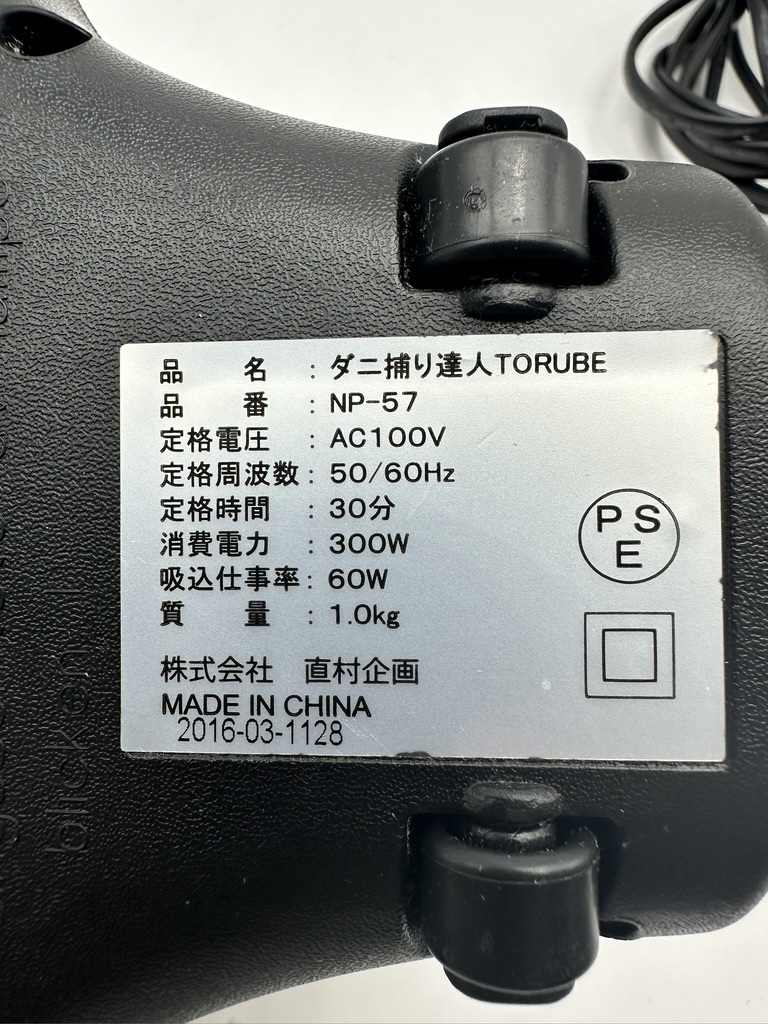 品 名 : ダニ捕り達人TORUBE
品 番 : NP-57
定格電圧 : AC100V
定格周波数 : 50/60Hz
定格時間 : 30分
消費電力 : 300W
吸込仕事率 : 60W
質 量 : 1.0kg
株式会社 直村企画
MADE IN CHINA
2016-03-1128
P S
E